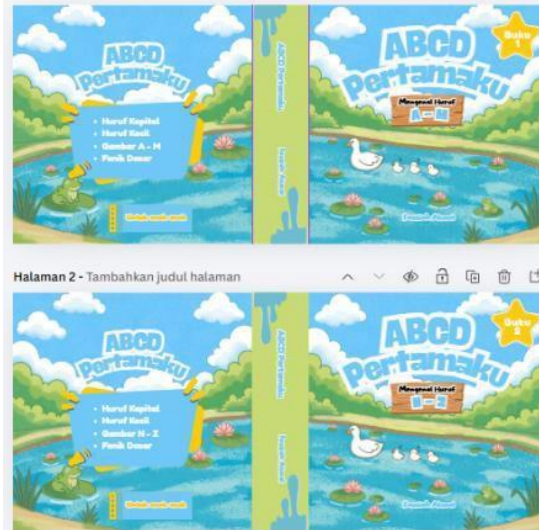 ABCD
Pertamaku
• Huruf Kapital
• Huruf Kecil
• Gambar A - M
• Fonik Dasar
ABCD Pertamaku
ABCD
Pertamaku
Buku
1
Mengenal Huruf
A - M
Halaman 2 - Tambahkan judul halaman
ABCD
Pertamaku
• Huruf Kapital
• Huruf Kecil
• Gambar N - Z
• Fonik Dasar
ABCD Pertamaku
ABCD
Pertamaku
Buku
2
Mengenal Huruf
N - Z